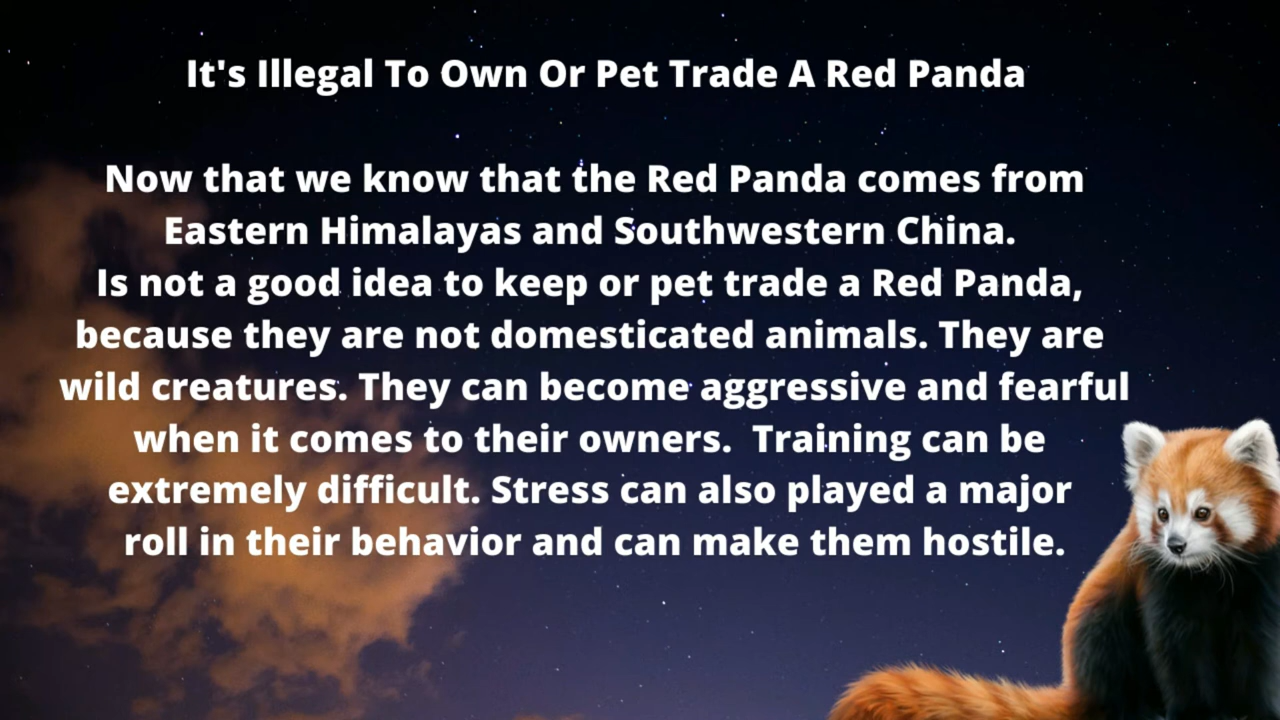 It's Illegal To Own Or Pet Trade A Red Panda
Now that we know that the Red Panda comes from
Eastern Himalayas and Southwestern China.
Is not a good idea to keep or pet trade a Red Panda,
because they are not domesticated animals. They are
wild creatures. They can become aggressive and fearful
when it comes to their owners.  Training can be
extremely difficult. Stress can also played a major
roll in their behavior and can make them hostile.